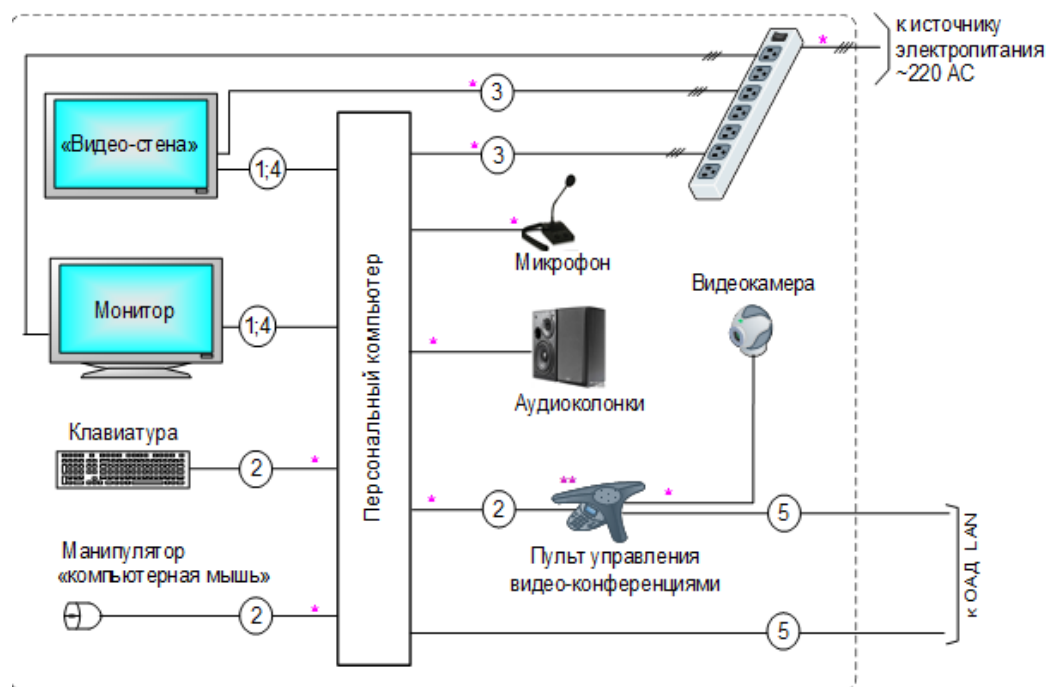 к источнику
электропитания
~220 AC
*
*
3
«Видео-стена»
1;4
*
3
*
Микрофон
Видеокамера
Монитор
1;4
Персональный компьютер
*
Аудиоколонки
Клавиатура
2
*
*
2
**
*
5
Пульт управления
видео-конференциями
к ОАД LAN
Манипулятор
«компьютерная мышь»
2
*
5